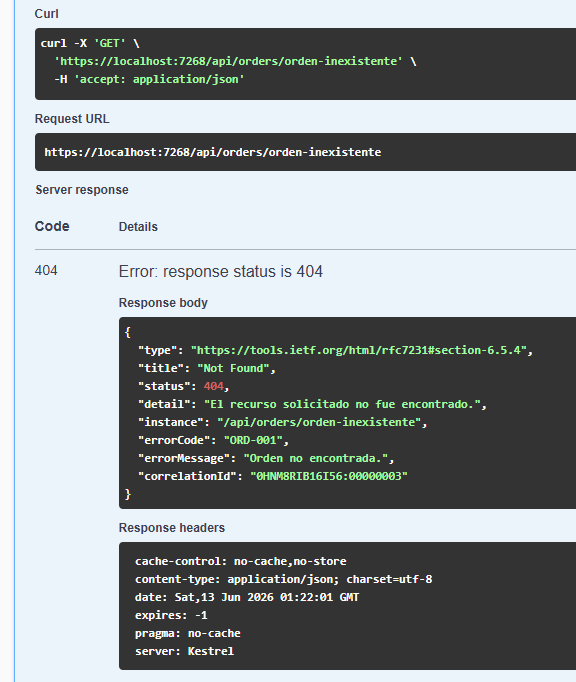 Curl
curl -X 'GET' \
  'https://localhost:7268/api/orders/orden-inexistente' \
  -H 'accept: application/json'
Request URL
https://localhost:7268/api/orders/orden-inexistente
Server response
Code Details
404 Error: response status is 404
Response body
{
  "type": "https://tools.ietf.org/html/rfc7231#section-6.5.4",
  "title": "Not Found",
  "status": 404,
  "detail": "El recurso solicitado no fue encontrado.",
  "instance": "/api/orders/orden-inexistente",
  "errorCode": "ORD-001",
  "errorMessage": "Orden no encontrada.",
  "correlationId": "0HNM8RIB16I56:00000003"
}
Response headers
cache-control: no-cache,no-store
content-type: application/json; charset=utf-8
date: Sat,13 Jun 2026 01:22:01 GMT
expires: -1
pragma: no-cache
server: Kestrel